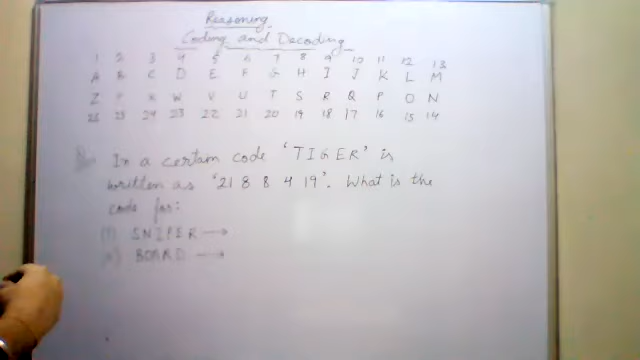 Reasoning
Coding and Decoding
1 2 3 4 5 6 7 8 9 10 11 12 13
A B C D E F G H I J K L M
Z Y X W V U T S R Q P O N
26 25 24 23 22 21 20 19 18 17 16 15 14
In a certain code 'TIGER' is
written as '21 8 8 4 19'. What is the
code for:
(i) SNIPER →
(ii) BOARD →